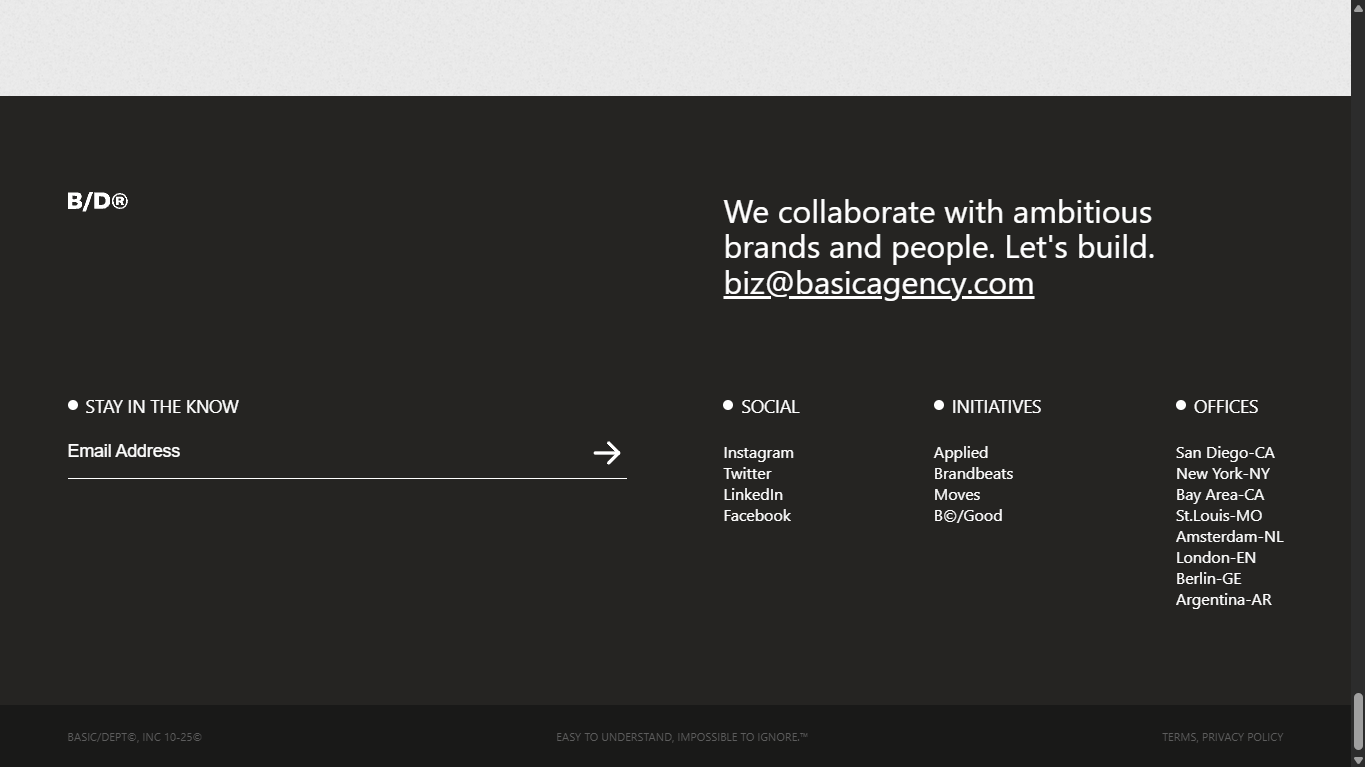 B/D®
We collaborate with ambitious
brands and people. Let's build.
biz@basicagency.com
STAY IN THE KNOW
Email Address
SOCIAL
Instagram
Twitter
LinkedIn
Facebook
INITIATIVES
Applied
Brandbeats
Moves
B©/Good
OFFICES
San Diego-CA
New York-NY
Bay Area-CA
St.Louis-MO
Amsterdam-NL
London-EN
Berlin-GE
Argentina-AR
BASIC/DEPT©, INC 10-25©
EASY TO UNDERSTAND, IMPOSSIBLE TO IGNORE.™
TERMS, PRIVACY POLICY